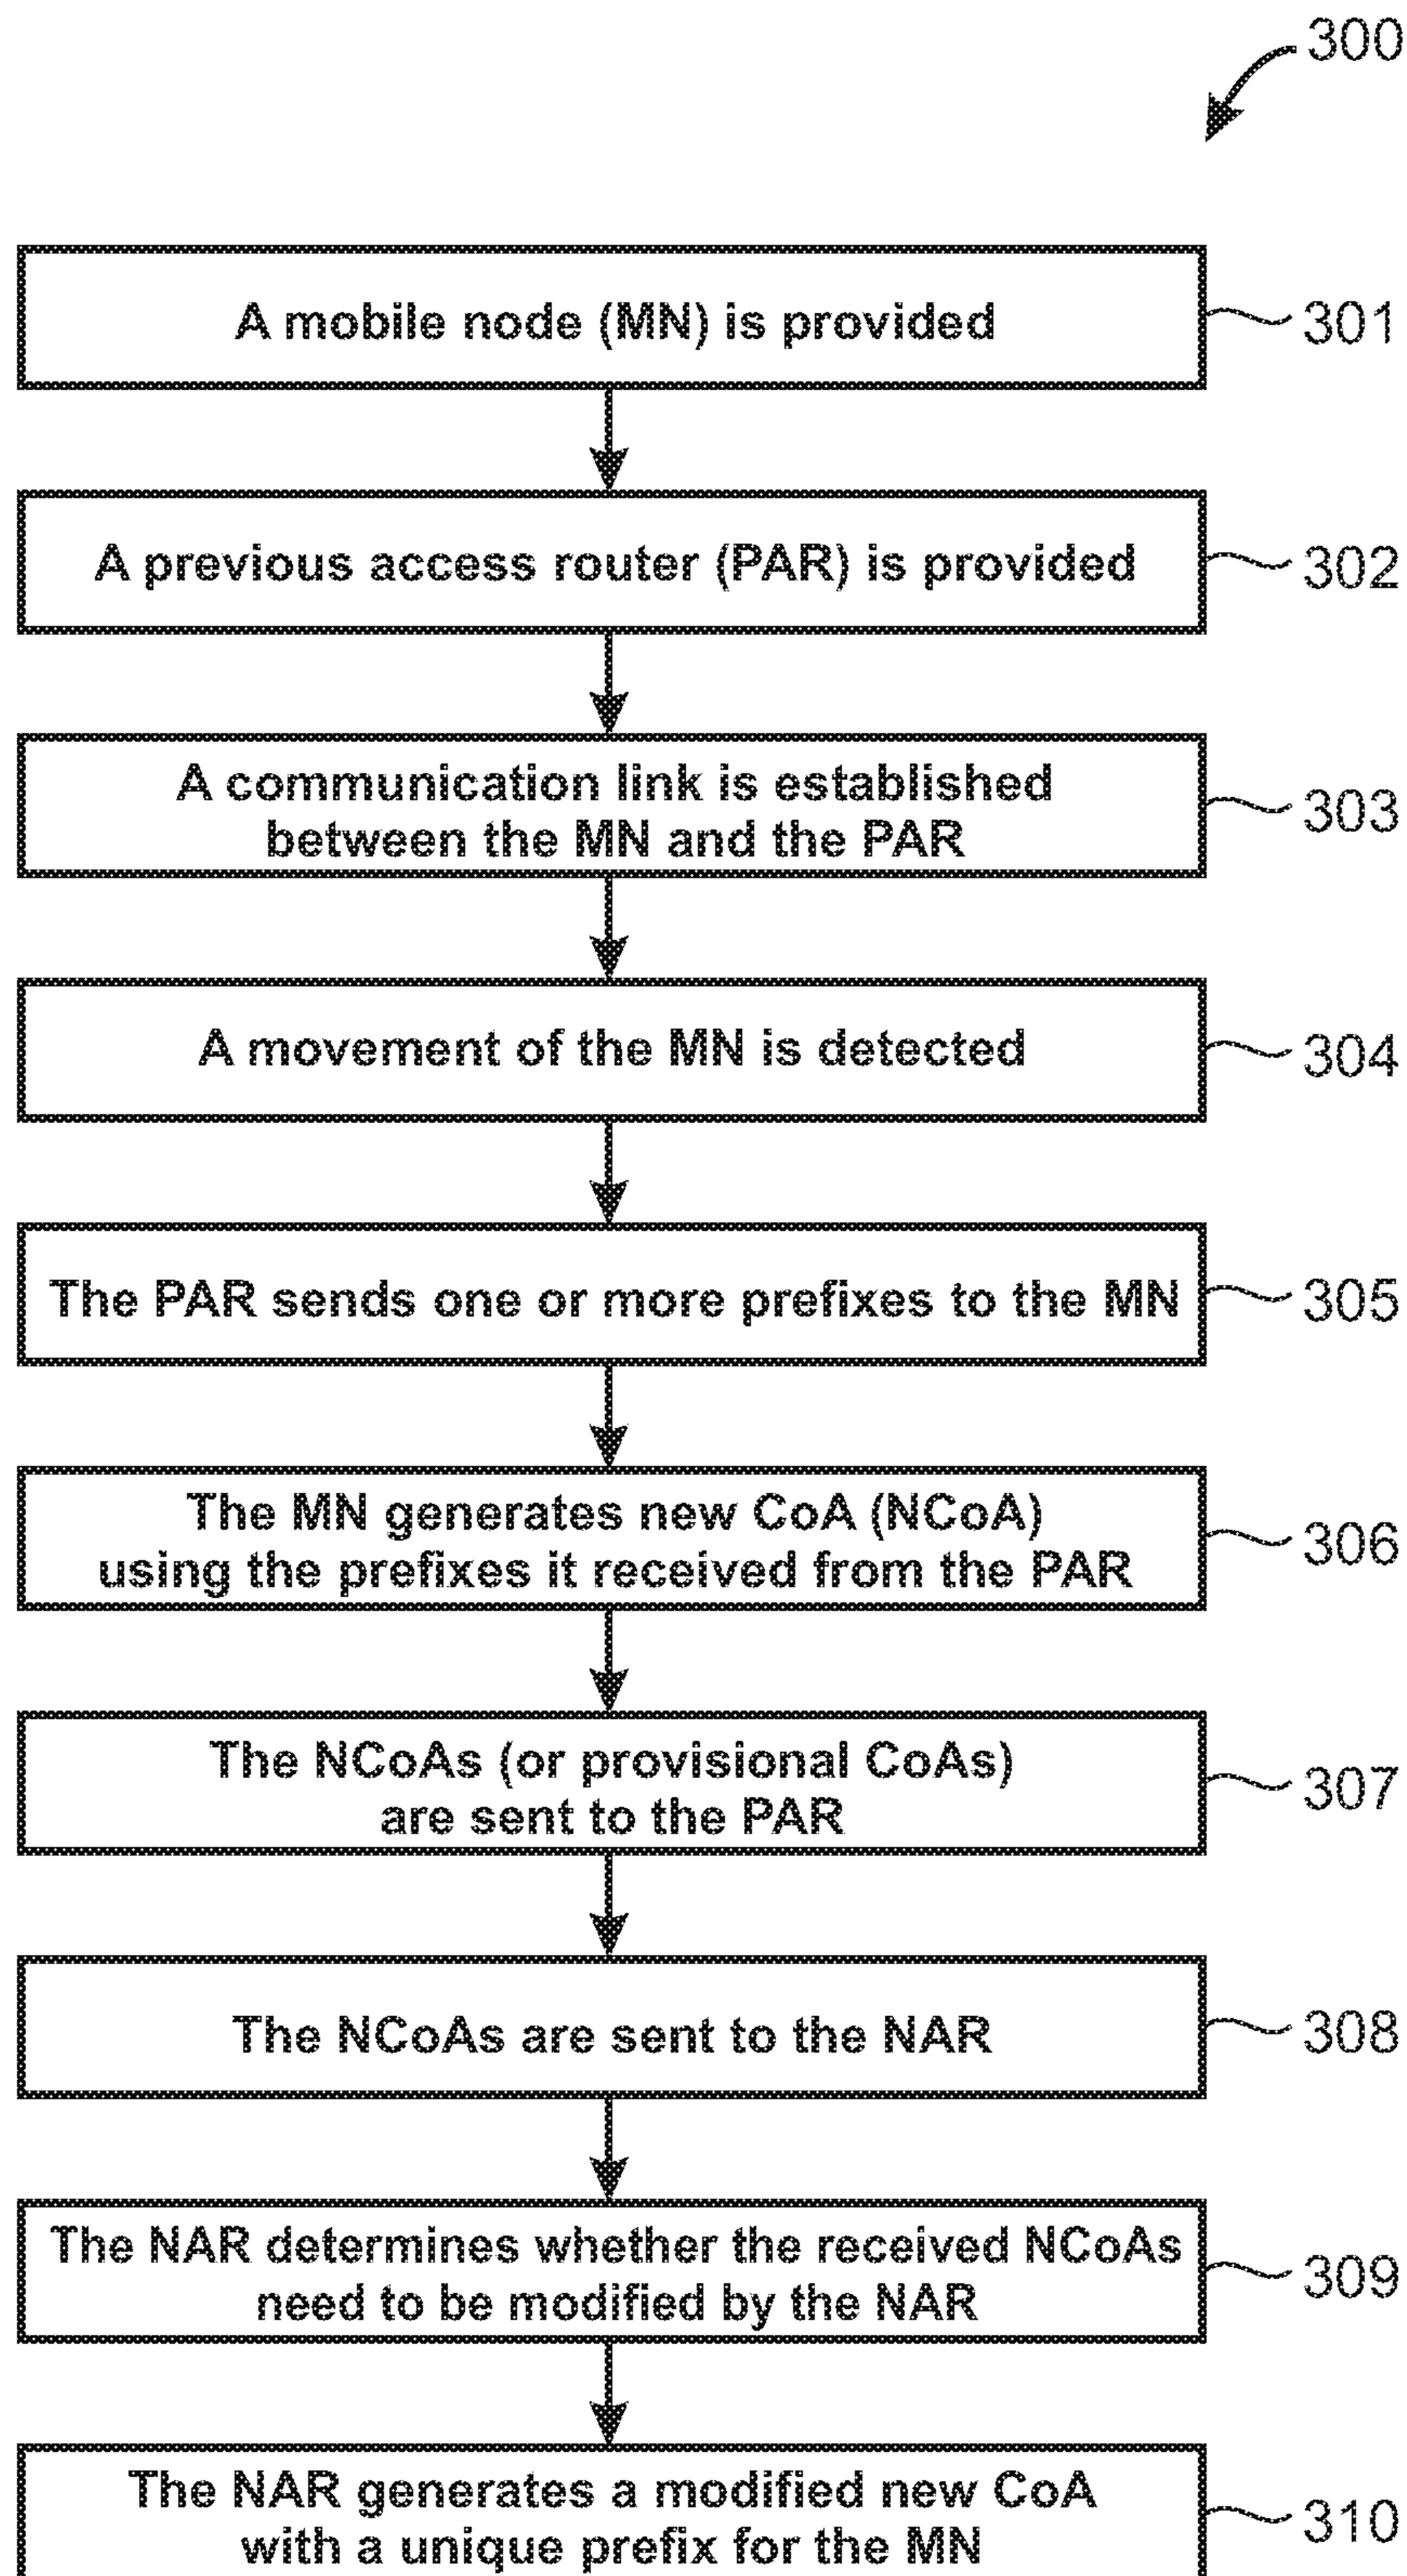 300
A mobile node (MN) is provided
301
A previous access router (PAR) is provided
302
A communication link is established
between the MN and the PAR
303
A movement of the MN is detected
304
The PAR sends one or more prefixes to the MN
305
The MN generates new CoA (NCoA)
using the prefixes it received from the PAR
306
The NCoAs (or provisional CoAs)
are sent to the PAR
307
The NCoAs are sent to the NAR
308
The NAR determines whether the received NCoAs
need to be modified by the NAR
309
The NAR generates a modified new CoA
with a unique prefix for the MN
310